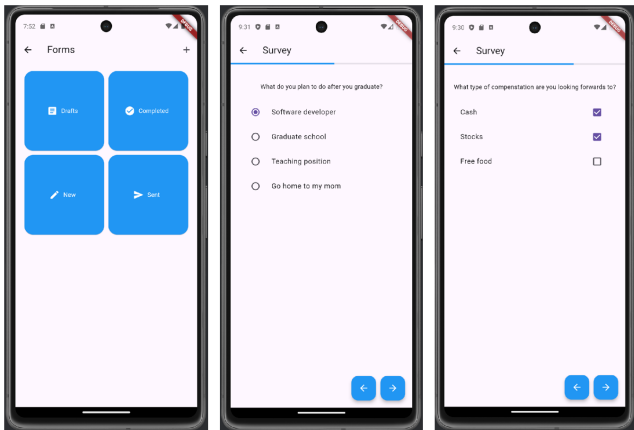 7:52
Forms
Drafts
Completed
New
Sent
9:31
Survey
What do you plan to do after you graduate?
Software developer
Graduate school
Teaching position
Go home to my mom
9:30
Survey
What type of compenstation are you looking forwards to?
Cash
Stocks
Free food